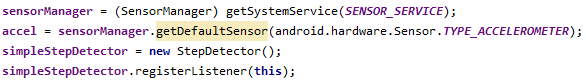 sensorManager = (SensorManager) getSystemService(SENSOR_SERVICE);
accel = sensorManager.getDefaultSensor(android.hardware.Sensor.TYPE_ACCELEROMETER);
simpleStepDetector = new StepDetector();
simpleStepDetector.registerListener(this);